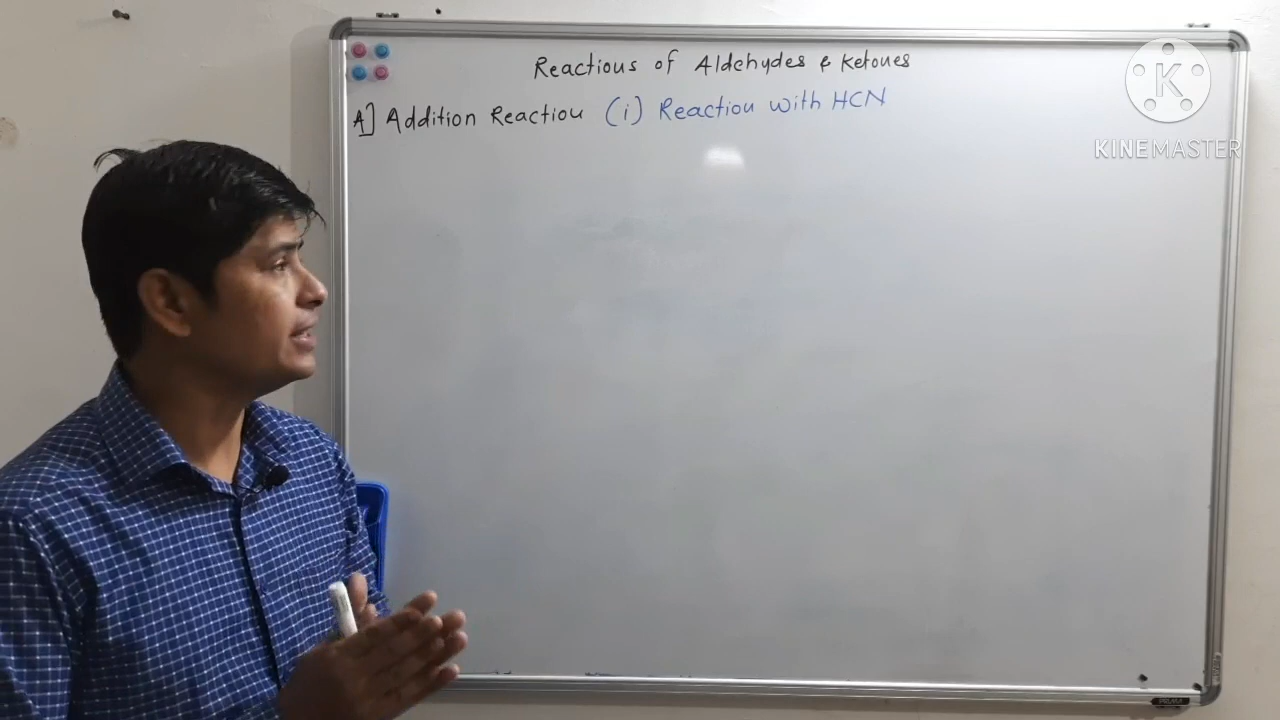 Reactions of Aldehydes & Ketones
A] Addition Reaction (i) Reaction with HCN
K
KINEMASTER